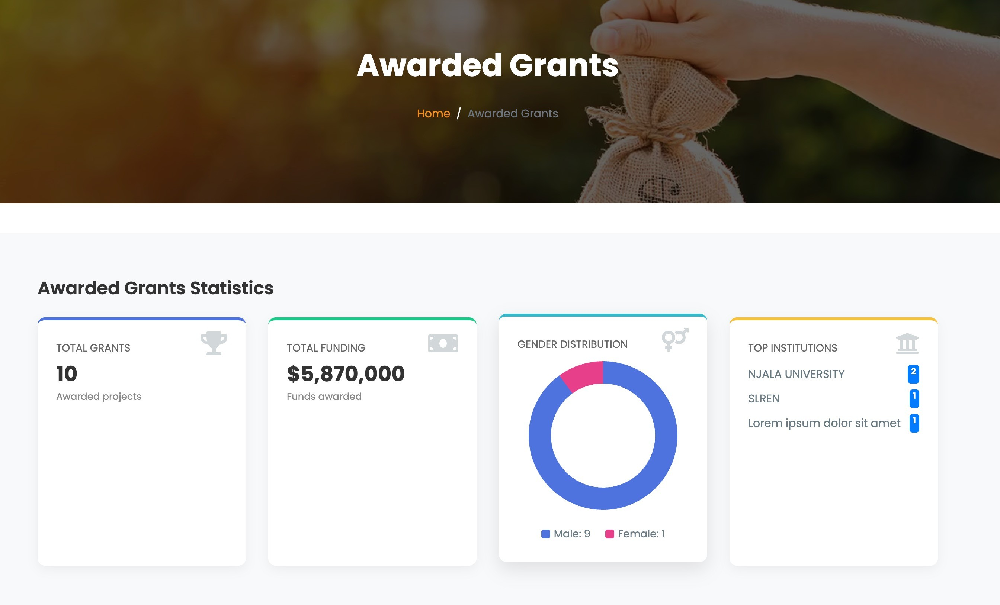 Awarded Grants
Home / Awarded Grants
Awarded Grants Statistics
TOTAL GRANTS
10
Awarded projects
TOTAL FUNDING
$5,870,000
Funds awarded
GENDER DISTRIBUTION
Male: 9
Female: 1
TOP INSTITUTIONS
NJALA UNIVERSITY 2
SLREN 1
Lorem ipsum dolor sit amet 1